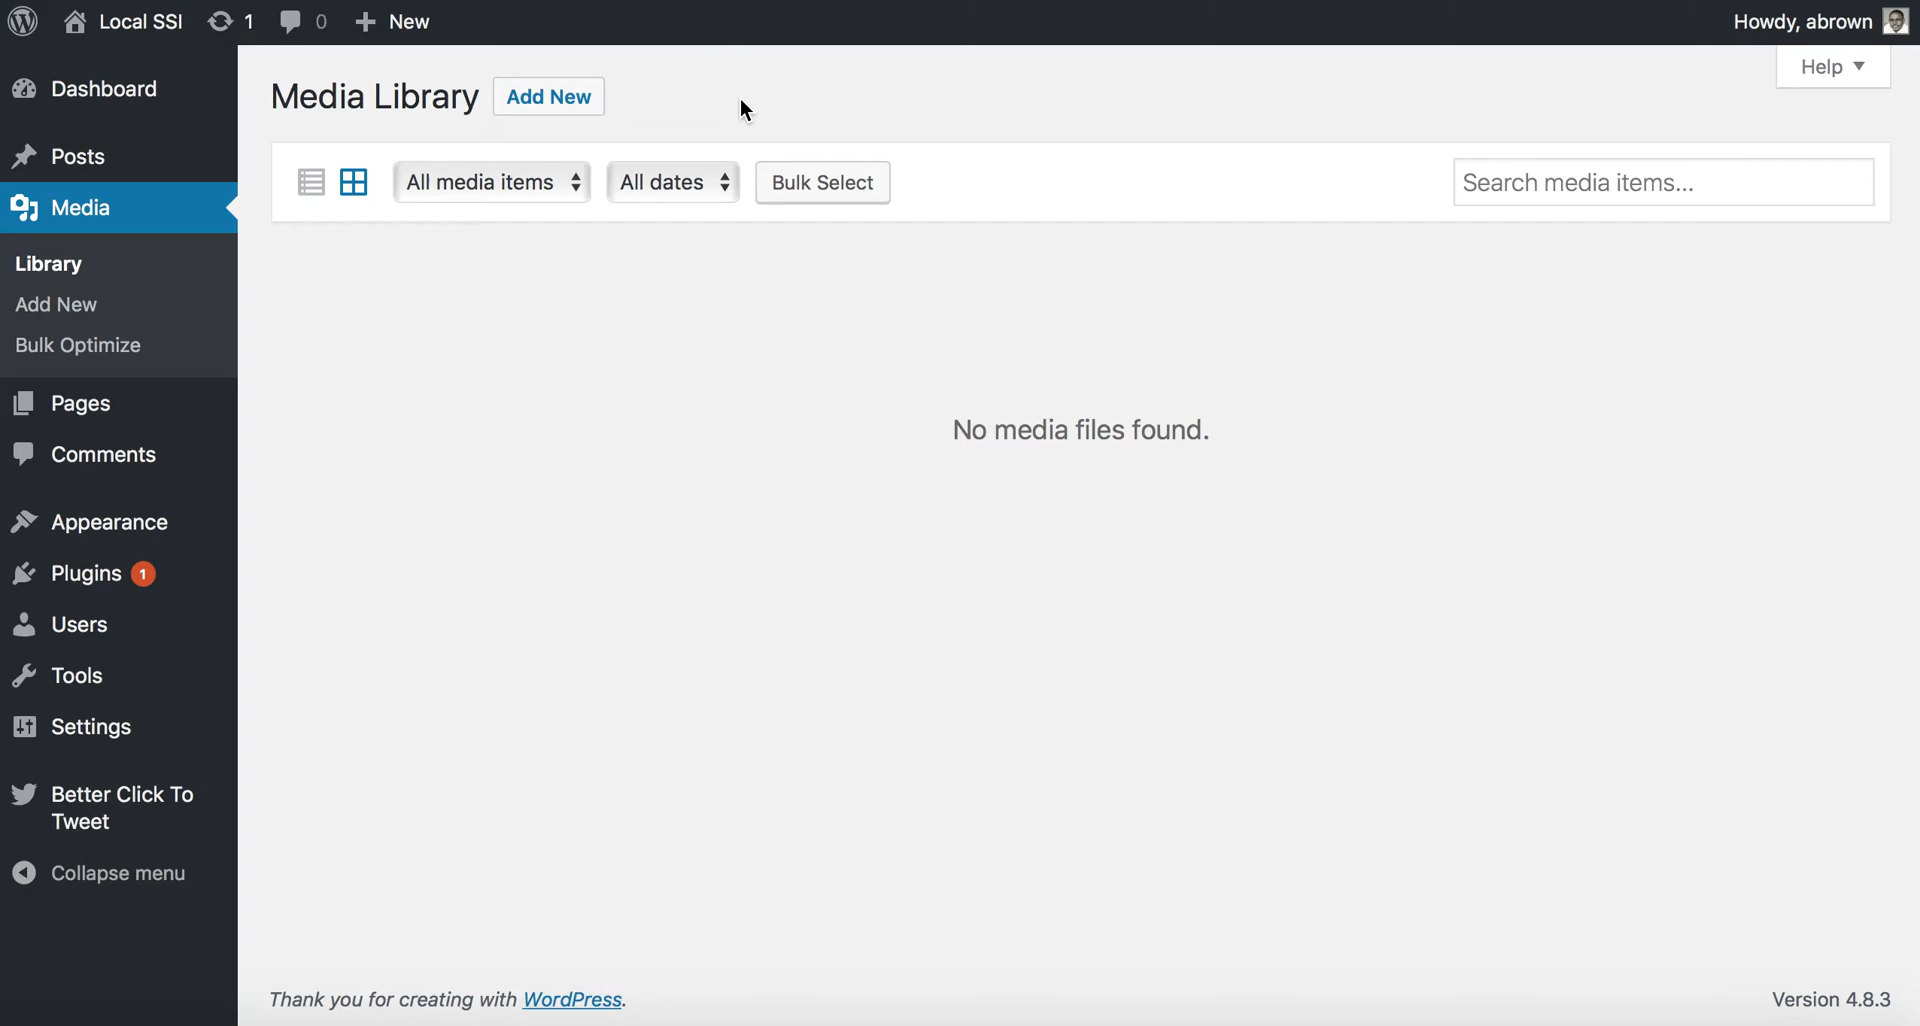 Local SSI 1 0 New Howdy, abrown
Help
Dashboard
Posts
Media
Library
Add New
Bulk Optimize
Pages
Comments
Appearance
Plugins 1
Users
Tools
Settings
Better Click To
Tweet
Collapse menu
Media Library Add New
All media items All dates Bulk Select Search media items...
No media files found.
Thank you for creating with WordPress. Version 4.8.3